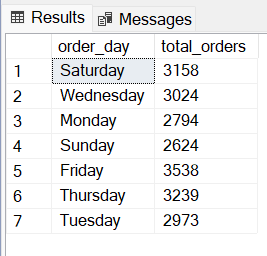 Results Messages
order_day total_orders
1 Saturday 3158
2 Wednesday 3024
3 Monday 2794
4 Sunday 2624
5 Friday 3538
6 Thursday 3239
7 Tuesday 2973